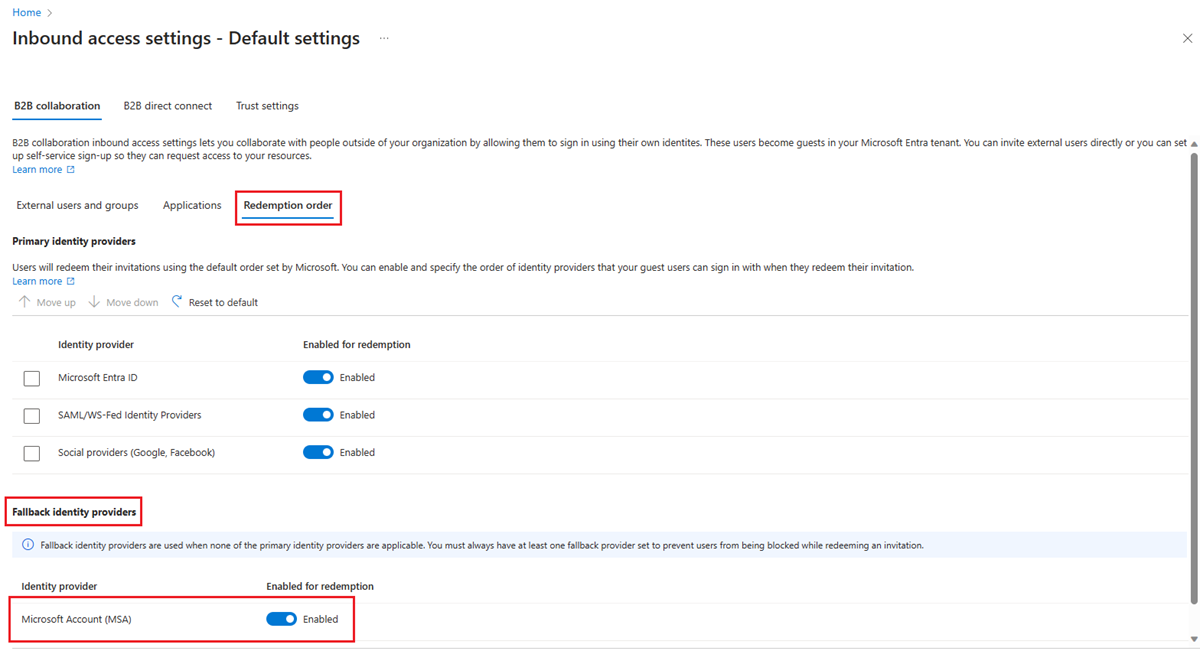 Home >
Inbound access settings - Default settings ...
B2B collaboration B2B direct connect Trust settings
B2B collaboration inbound access settings lets you collaborate with people outside of your organization by allowing them to sign in using their own identites. These users become guests in your Microsoft Entra tenant. You can invite external users directly or you can set
up self-service sign-up so they can request access to your resources.
Learn more
External users and groups Applications Redemption order
Primary identity providers
Users will redeem their invitations using the default order set by Microsoft. You can enable and specify the order of identity providers that your guest users can sign in with when they redeem their invitation.
Learn more
Move up Move down Reset to default
Identity provider Enabled for redemption
Microsoft Entra ID Enabled
SAML/WS-Fed Identity Providers Enabled
Social providers (Google, Facebook) Enabled
Fallback identity providers
Fallback identity providers are used when none of the primary identity providers are applicable. You must always have at least one fallback provider set to prevent users from being blocked while redeeming an invitation.
Identity provider Enabled for redemption
Microsoft Account (MSA) Enabled